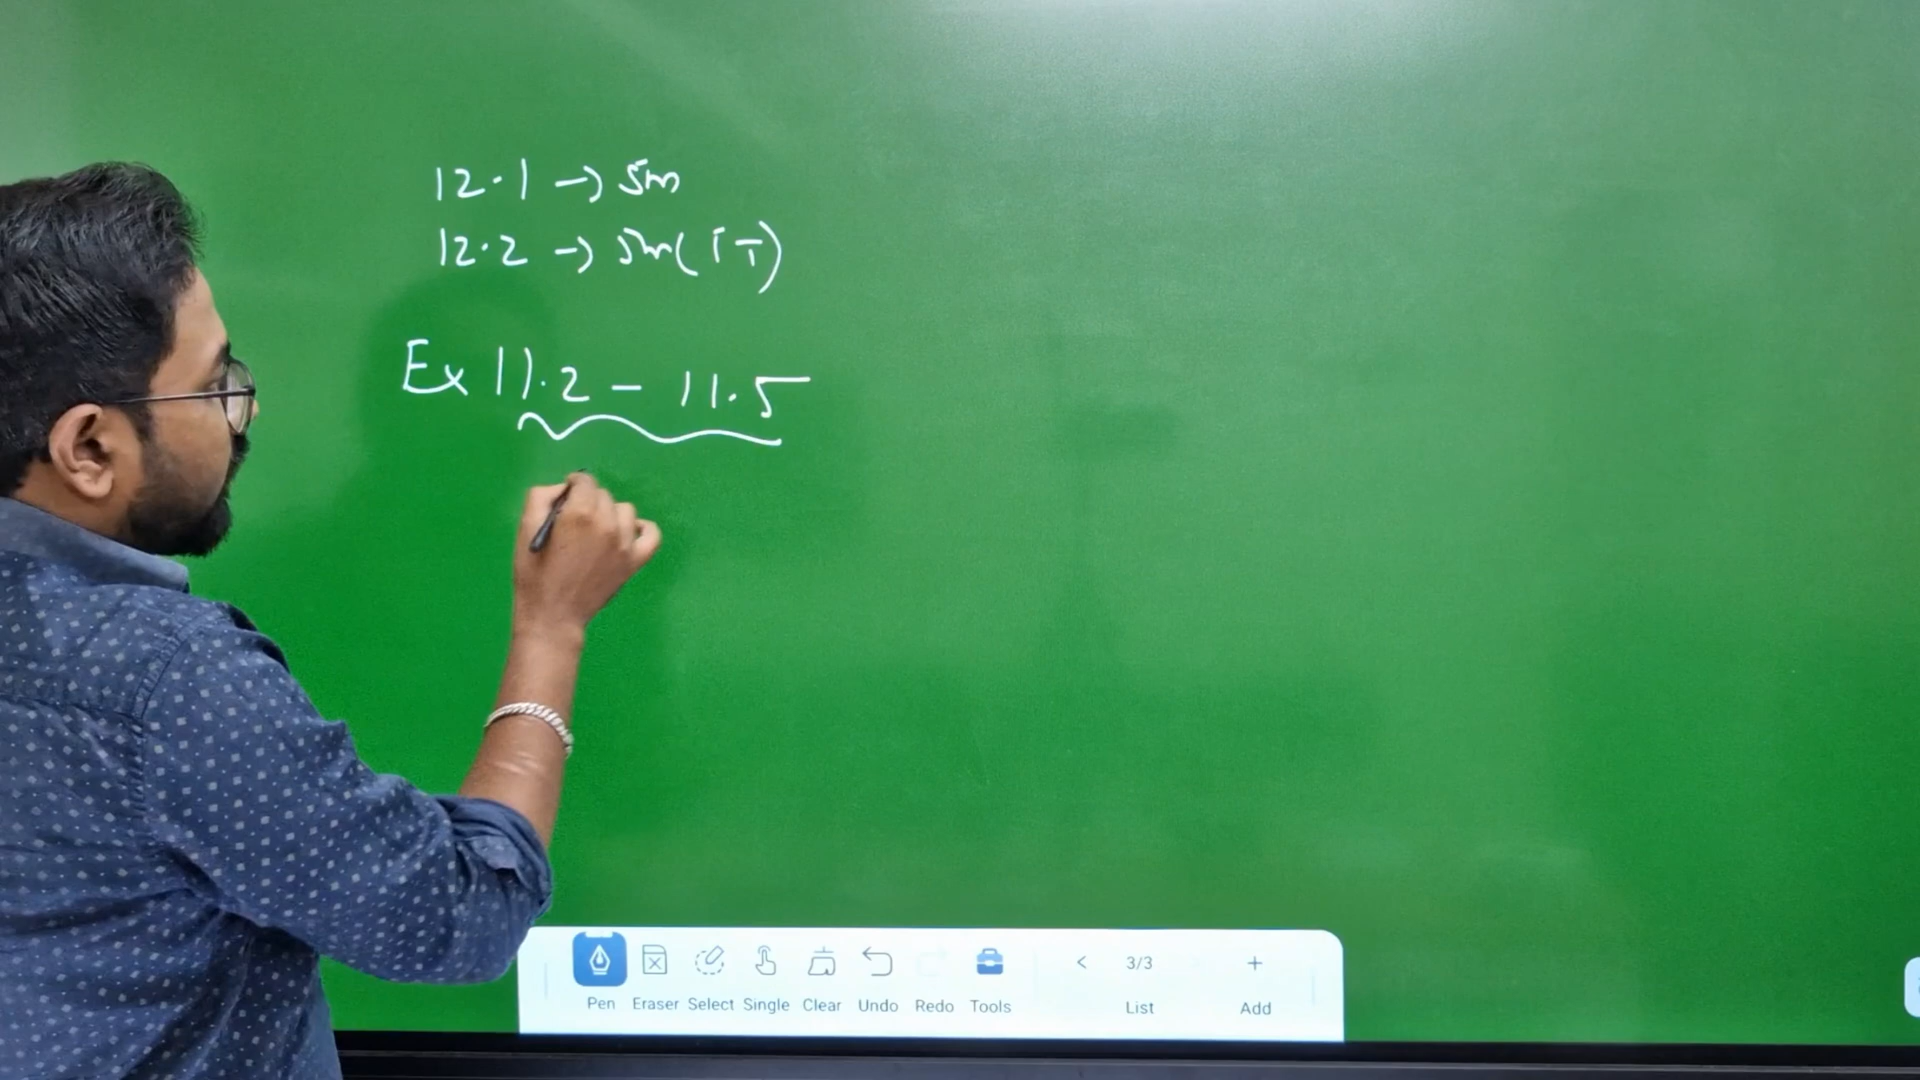 12.1 → 5m
12.2 → 5m( IT)
Ex 11.2 – 11.5
Pen Eraser Select Single Clear Undo Redo Tools
< 3/3 +
List Add